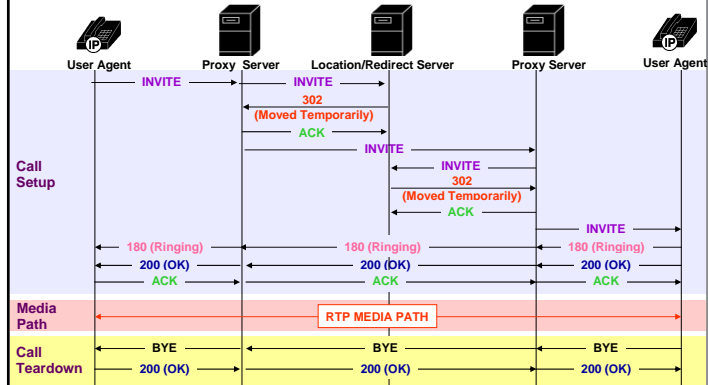 IP
IP
User Agent Proxy Server Location/Redirect Server Proxy Server User Agent
INVITE INVITE
302
(Moved Temporarily)
ACK
INVITE
Call
Setup
INVITE
302
(Moved Temporarily)
ACK
INVITE
180 (Ringing) 180 (Ringing) 180 (Ringing)
200 (OK) 200 (OK) 200 (OK)
ACK ACK ACK
Media
Path
RTP MEDIA PATH
Call
Teardown
BYE BYE BYE
200 (OK) 200 (OK) 200 (OK)